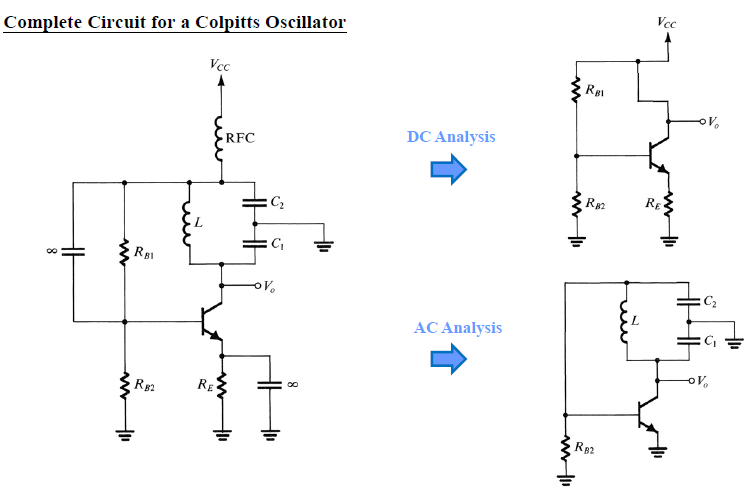 Complete Circuit for a Colpitts Oscillator
VCC
RFC
C2
L
C1
∞
RB1
Vo
RB2
RE
∞
DC Analysis
VCC
RB1
Vo
RB2
RE
AC Analysis
C2
L
C1
Vo
RB2